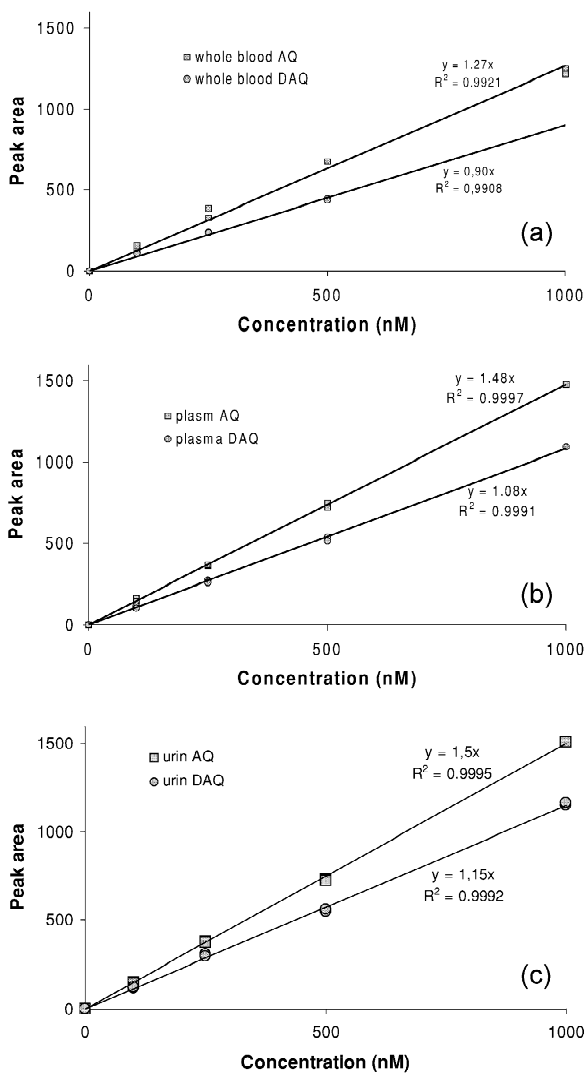 1500
whole blood AQ
y = 1.27x
R² = 0.9921
whole blood DAQ
1000
Peak area
500
y = 0,90x
R² = 0,9908
(a)
0
0 500 1000
Concentration (nM)
1500
y = 1.48x
R² = 0.9997
plasm AQ
plasma DAQ
1000
Peak area
y = 1.08x
R² = 0.9991
500
(b)
0
0 500 1000
Concentration (nM)
1500
urin AQ
y = 1,5x
R² = 0.9995
urin DAQ
1000
Peak area
y = 1,15x
R² = 0.9992
500
(c)
0
0 500 1000
Concentration (nM)